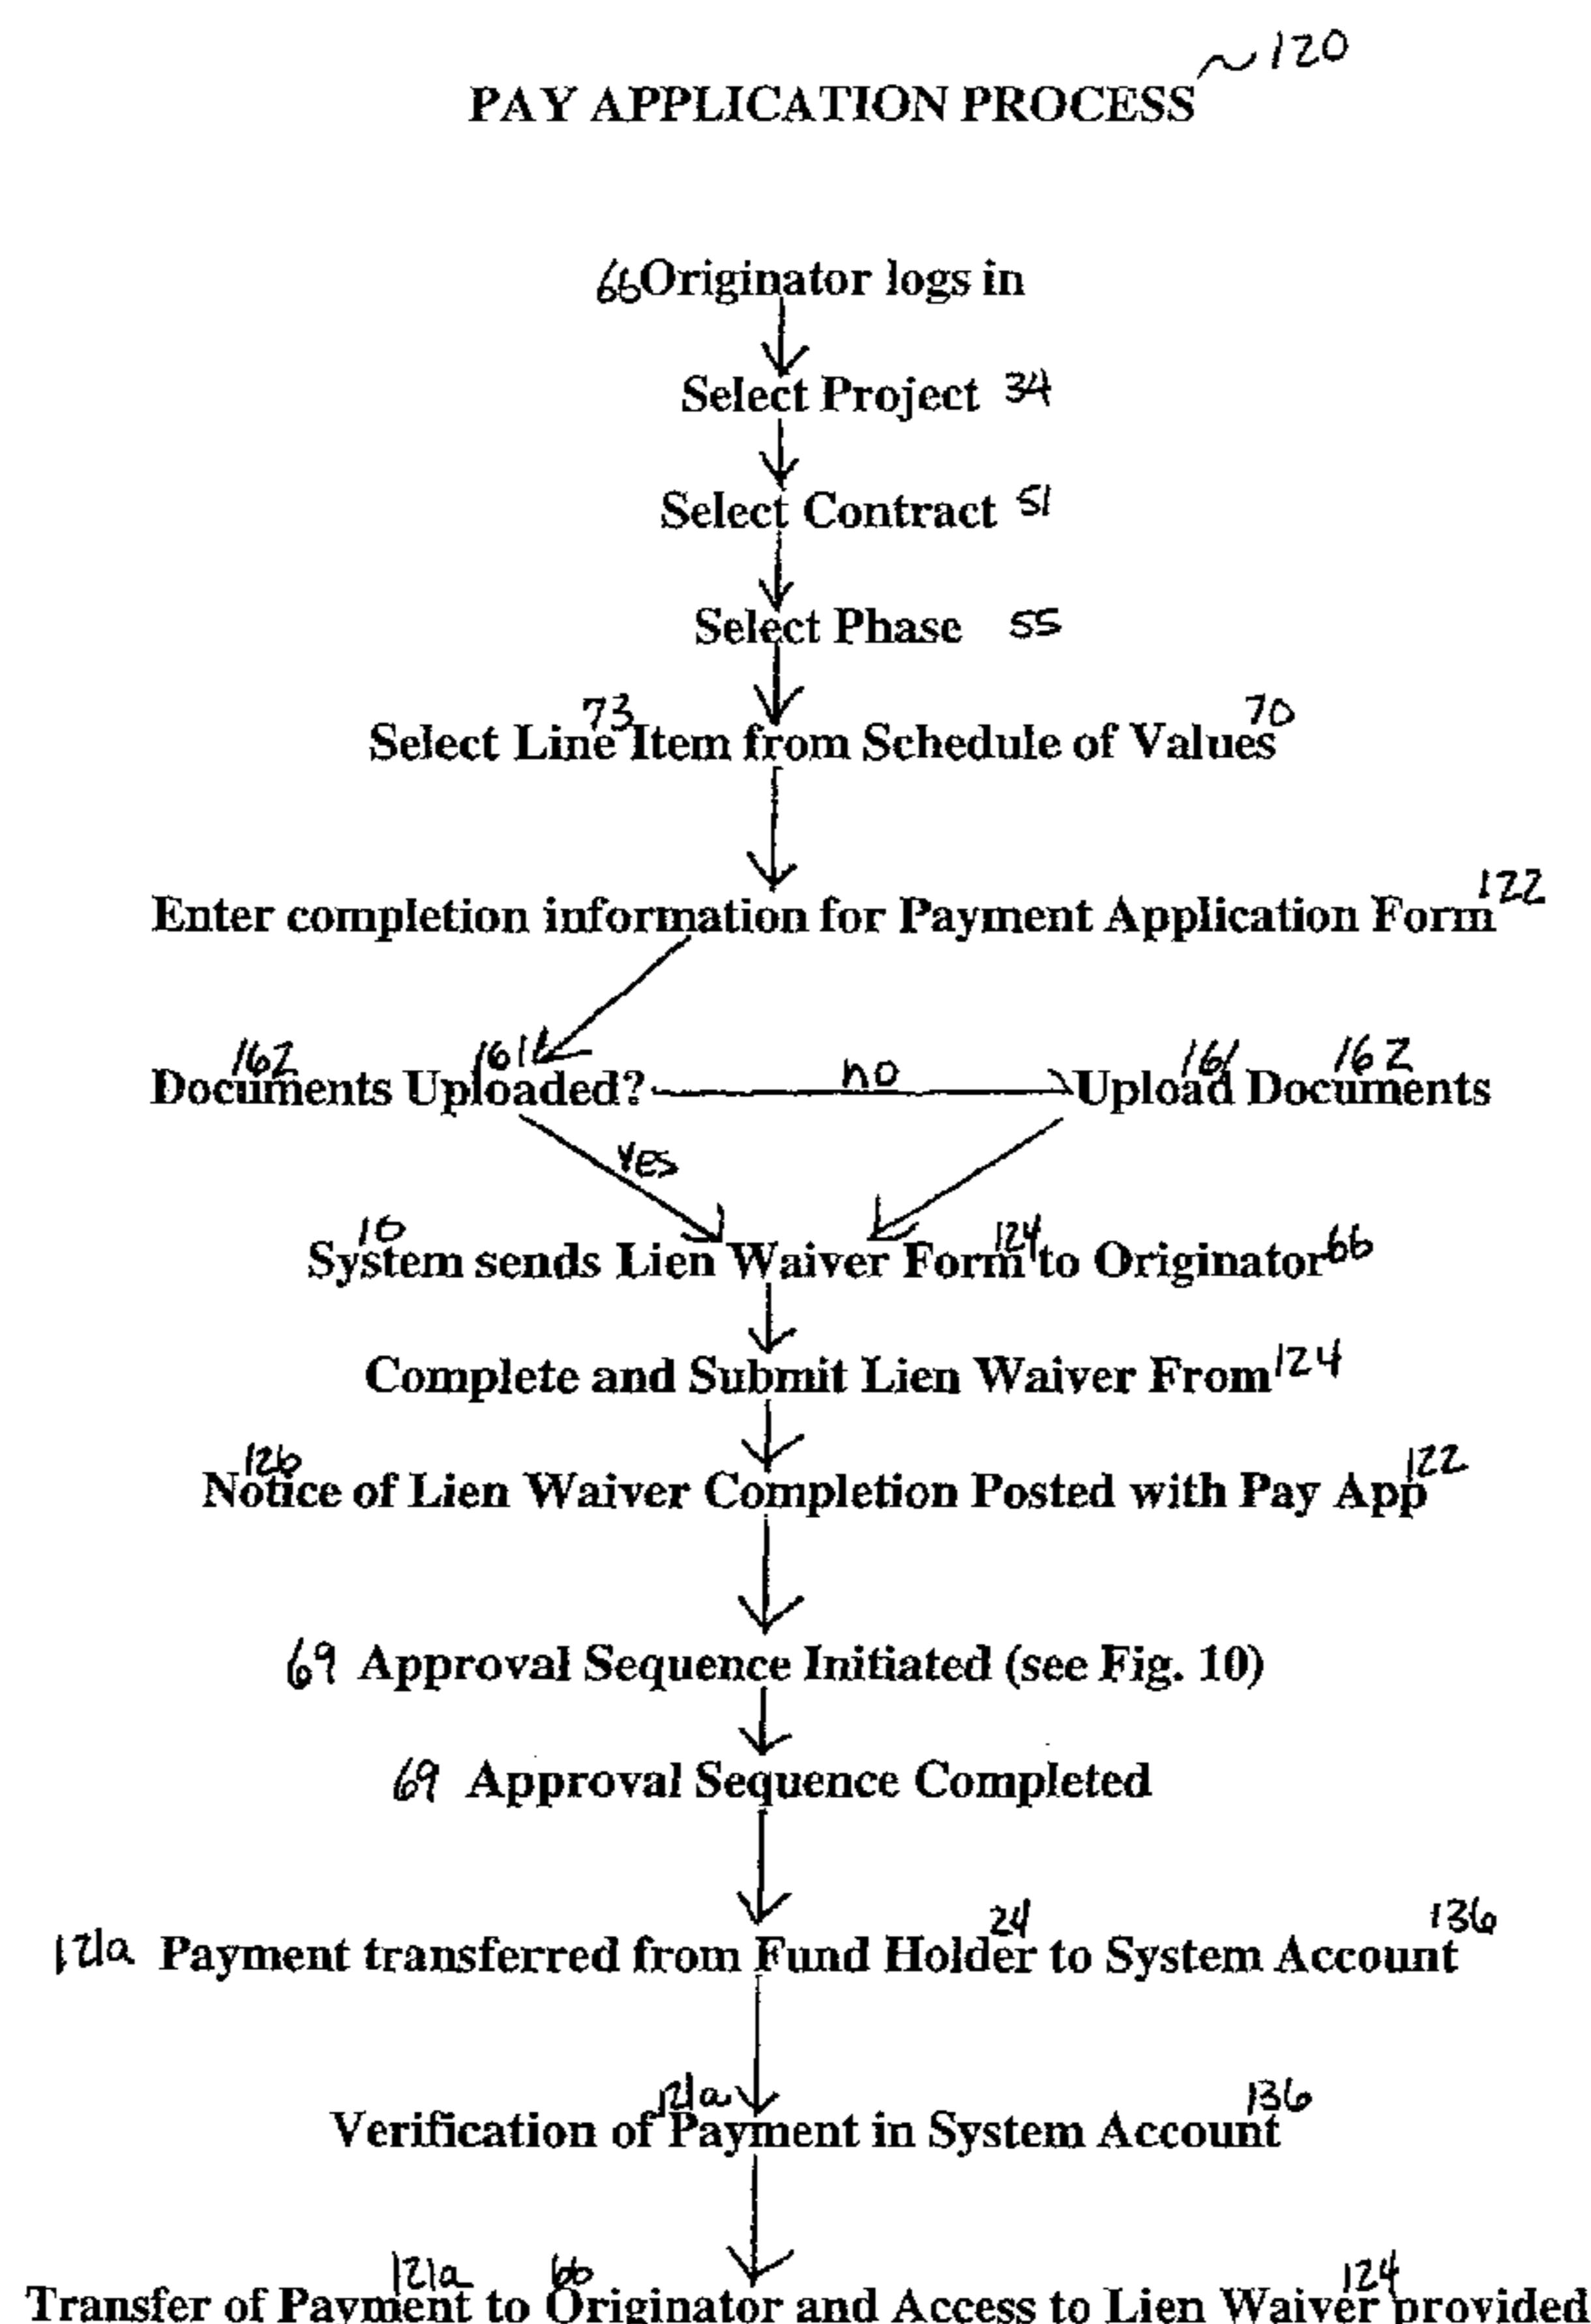 ~120
PAY APPLICATION PROCESS
66 Originator logs in
Select Project 34
Select Contract 51
Select Phase 55
73 70
Select Line Item from Schedule of Values
122
Enter completion information for Payment Application Form
162 161 no 161 162
Documents Uploaded? Upload Documents
YES
10 124 66
System sends Lien Waiver Form to Originator
Complete and Submit Lien Waiver From 124
126 122
Notice of Lien Waiver Completion Posted with Pay App
69 Approval Sequence Initiated (see Fig. 10)
69 Approval Sequence Completed
24 136
121a Payment transferred from Fund Holder to System Account
121a 136
Verification of Payment in System Account
121a 66 124
Transfer of Payment to Originator and Access to Lien Waiver provided